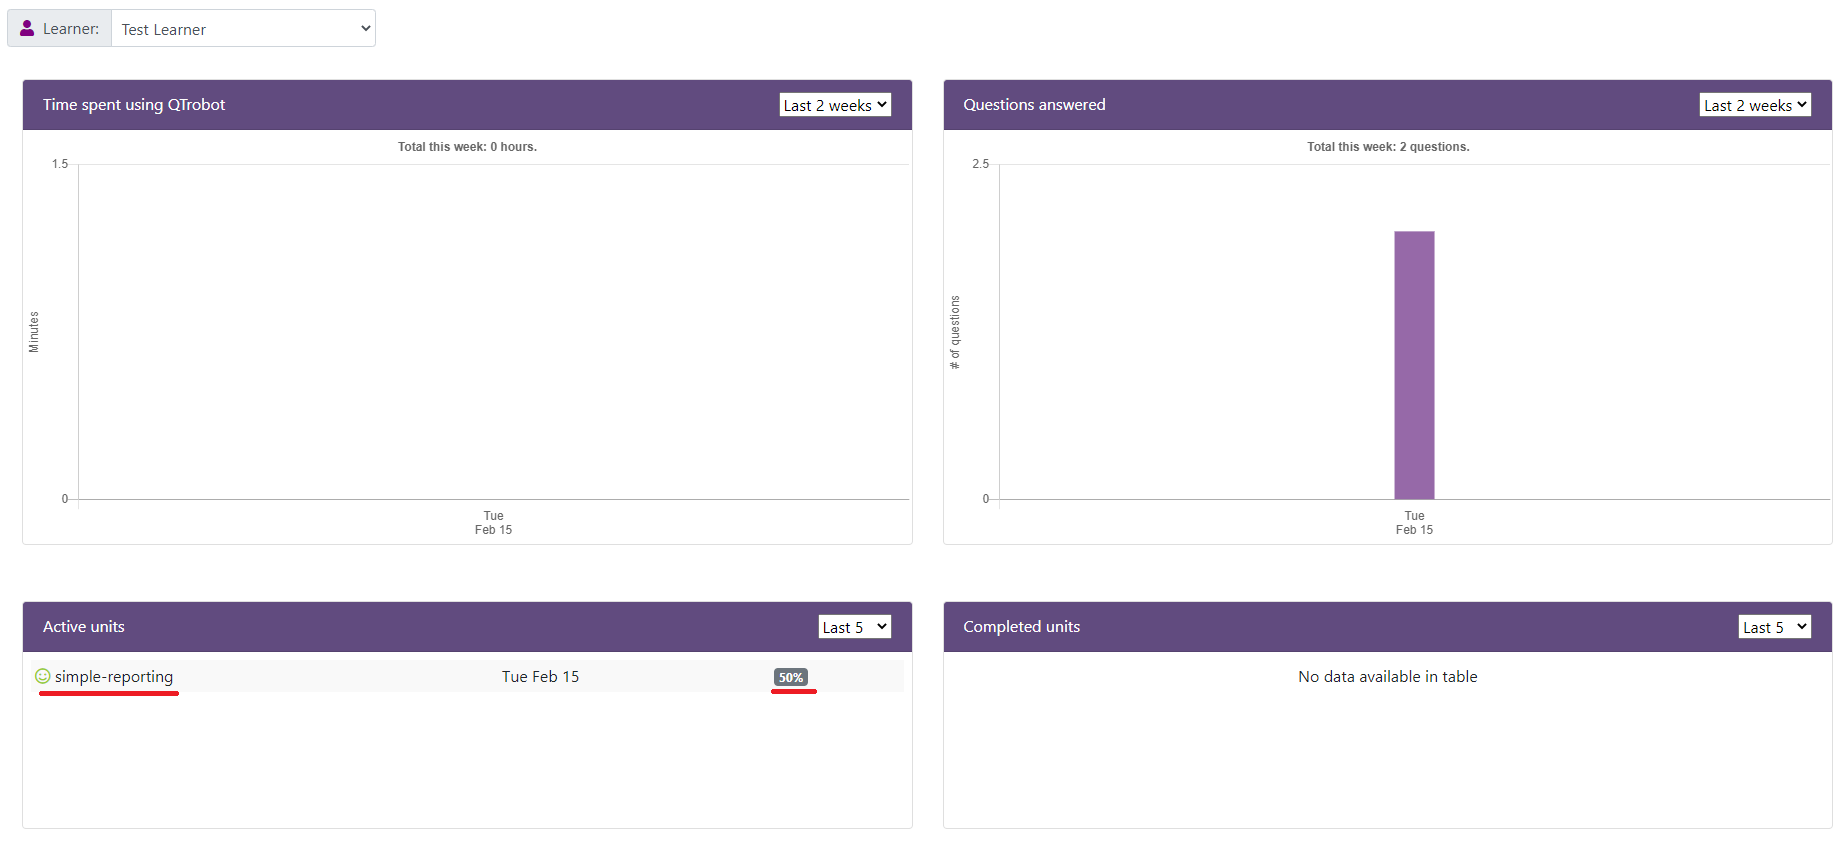 Learner: Test Learner
Time spent using QTrobot Last 2 weeks
Total this week: 0 hours.
1.5
Minutes
0
Tue
Feb 15
Questions answered Last 2 weeks
Total this week: 2 questions.
2.5
# of questions
0
Tue
Feb 15
Active units Last 5
simple-reporting Tue Feb 15 50%
Completed units Last 5
No data available in table